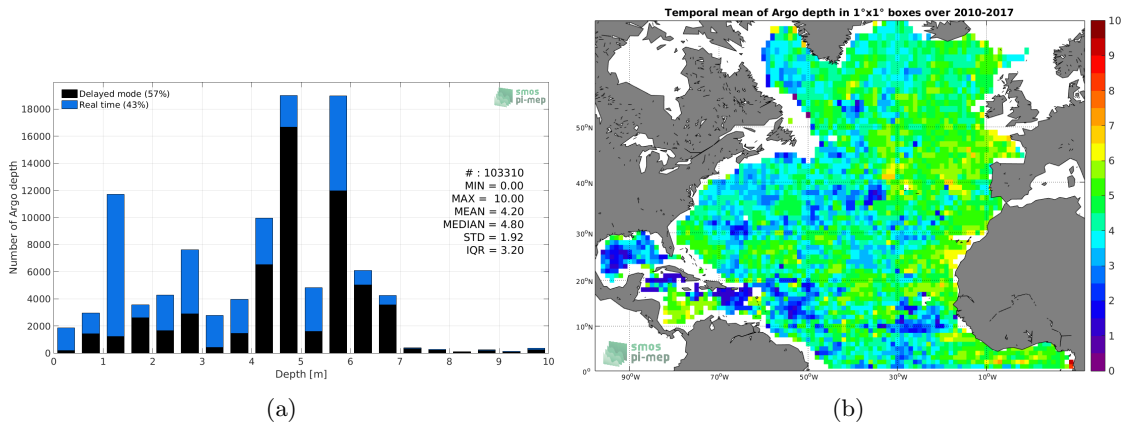 Delayed mode (57%)
Real time (43%)
smos
pi-mep
18000
16000
14000
12000
10000
8000
6000
4000
2000
0
Number of Argo depth
# : 103310
MIN = 0.00
MAX = 10.00
MEAN = 4.20
MEDIAN = 4.80
STD = 1.92
IQR = 3.20
0 1 2 3 4 5 6 7 8 9 10
Depth [m]
(a)
Temporal mean of Argo depth in 1°x1° boxes over 2010-2017
50°N
40°N
30°N
20°N
10°N
0°
90°W 70°W 50°W 30°W 10°W
smos
pi-mep
10
9
8
7
6
5
4
3
2
1
0
(b)